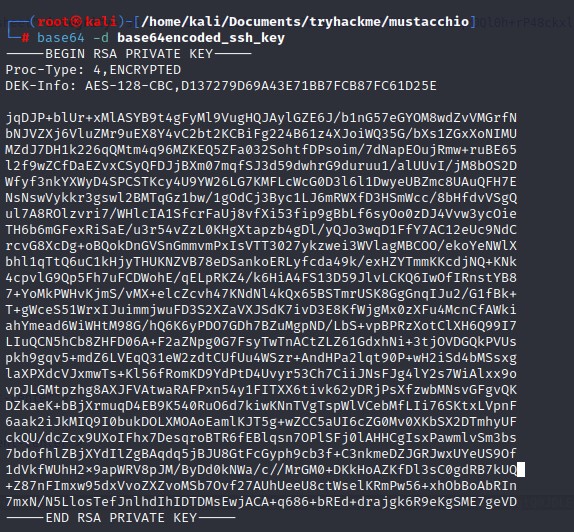 (root㉿kali)-[/home/kali/Documents/tryhackme/mustacchio]
# base64 -d base64encoded_ssh_key
-----BEGIN RSA PRIVATE KEY-----
Proc-Type: 4,ENCRYPTED
DEK-Info: AES-128-CBC,D137279D69A43E71BB7FCB87FC61D25E

jqDJP+blUr+xMlASYB9t4gFyMl9VugHQJAylGZE6J/b1nG57eGYOM8wdZvVMGrfN
bNJVZXj6VluZMr9uEX8Y4vC2bt2KCBiFg224B61z4XJoiWQ35G/bXs1ZGxXoNIMU
MZdJ7DH1k226qQMtm4q96MZKEQ5ZFa032SohtfDPsoim/7dNapEOujRmw+ruBE65
l2f9wZCfDaEZvxCSyQFDJjBXm07mqfSJ3d59dwhrG9duruu1/alUUvI/jM8bOS2D
Wfyf3nkYXWyD4SPCSTKcy4U9YW26LG7KMFLcWcG0D3l6l1DwyeUBZmc8UAuQFH7E
NsNswVykkr3gswl2BMTqGz1bw/1gOdCj3Byc1LJ6mRWXfD3HSmWcc/8bHfdvVSgQ
ul7A8ROlzvri7/WHlcIA1SfcrFaUj8vfXi53fip9gBbLf6syOo0zDJ4Vvw3ycOie
TH6b6mGFexRiSaE/u3r54vZzL0KHgXtapzb4gDl/yQJo3wqD1FfY7AC12eUc9NdC
rcvG8XcDg+oBQokDnGVSnGmmvmPxIsVTT3027ykzwei3WVlagMBCOO/ekoYeNWlX
bhl1qTtQ6uC1kHjyTHUKNZVB78eDSankoERLyfcda49k/exHZYTmmKKcdjNQ+KNk
4cpvlG9Qp5Fh7uFCDWohE/qELpRKZ4/k6HiA4FS13D59JlvLCKQ6IwOfIRnstYB8
7+YoMkPWHvKjmS/vMX+elcZcvh47KNdNl4kQx65BSTmrUSK8GgGnqIJu2/G1fBk+
T+gWceS51WrxIJuimmjwuFD3S2XZaVXJSdK7ivD3E8KfWjgMx0zXFu4McnCfAWki
ahYmead6WiWHtM98G/hQ6K6yPDO7GDh7BZuMgpND/LbS+vpBPRzXotClXH6Q99I7
LIuQCN5hCb8ZHFD06A+F2aZNpg0G7FsyTwTnACtZLZ61GdxhNi+3tjOVDGQkPVUs
pkh9gqv5+mdZ6LVEqQ31eW2zdtCUfUu4WSzr+AndHPa2lqt90P+wH2iSd4bMSsxg
laXPXdcVJxmwTs+Kl56fRomKD9YdPtD4Uvyr53Ch7CiiJNsFJg4lY2s7WiAlxx9o
vpJLGMtpzhg8AXJFVAtwaRAFPxn54y1FITXX6tivk62yDRjPsXfzwbMNsvGFgvQK
DZkaeK+bBjXrmuqD4EB9K540RuO6d7kiwKNnTVgTspWlVCebMfLIi76SKtxLVpnF
6aak2iJkMIQ9I0bukDOLXMOAoEamlKJT5g+wZCC5aUI6cZG0Mv0XKbSX2DTmhyUF
ckQU/dcZcx9UXoIFhx7DesqroBTR6fEBlqsn7OPlSFj0lAHHCgIsxPawmlvSm3bs
7bdofhlZBjXYdIlZgBAqdq5jBJU8GtFcGyph9cb3f+C3nkmeDZJGRJwxUYeUS9Of
1dVkfWUhH2x9apWRV8pJM/ByDd0kNWa/c//MrGM0+DKkHoAZKfDl3sC0gdRB7kUQ
+Z87nFImxw95dxVvoZXZvoMSb7Ovf27AUhUeeU8ctWselKRmPw56+xhObBoAbRIn
7mxN/N5LlosTefJnlhdIhIDTDMsEwjACA+q686+bREd+drajgk6R9eKgSME7geVD
-----END RSA PRIVATE KEY-----